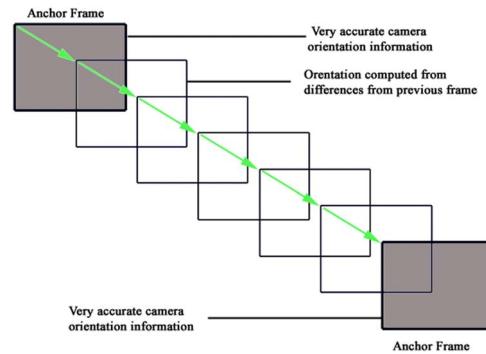 Anchor Frame
Very accurate camera
orientation information
Orentation computed from
differences from previous frame
Very accurate camera
orientation information
Anchor Frame